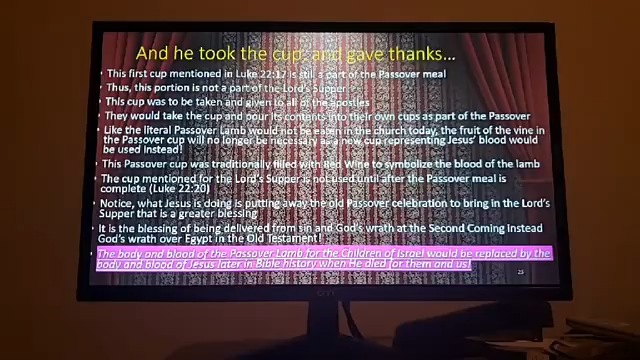 And he took the cup, and gave thanks…
• This first cup mentioned in Luke 22:17 is still a part of the Passover meal
• Thus, this portion is not a part of the Lord's Supper
• This cup was to be taken and given to all of the apostles
• They would take the cup and pour its contents into their own cups as part of the Passover
• Like the literal Passover Lamb would not be eaten in the church today, the fruit of the vine in
the Passover cup will no longer be necessary as a new cup representing Jesus' blood would
be used instead!
• This Passover cup was traditionally filled with Red Wine to symbolize the blood of the lamb
• The cup mentioned for the Lord's Supper is not used until after the Passover meal is
complete (Luke 22:20)
• Notice, what Jesus is doing is putting away the old Passover celebration to bring in the Lord's
Supper that is a greater blessing
• It is the blessing of being delivered from sin and God's wrath at the Second Coming instead
God's wrath over Egypt in the Old Testament!
• The body and blood of the Passover Lamb for the Children of Israel would be replaced by the
body and blood of Jesus later in Bible history when He died for them and us!